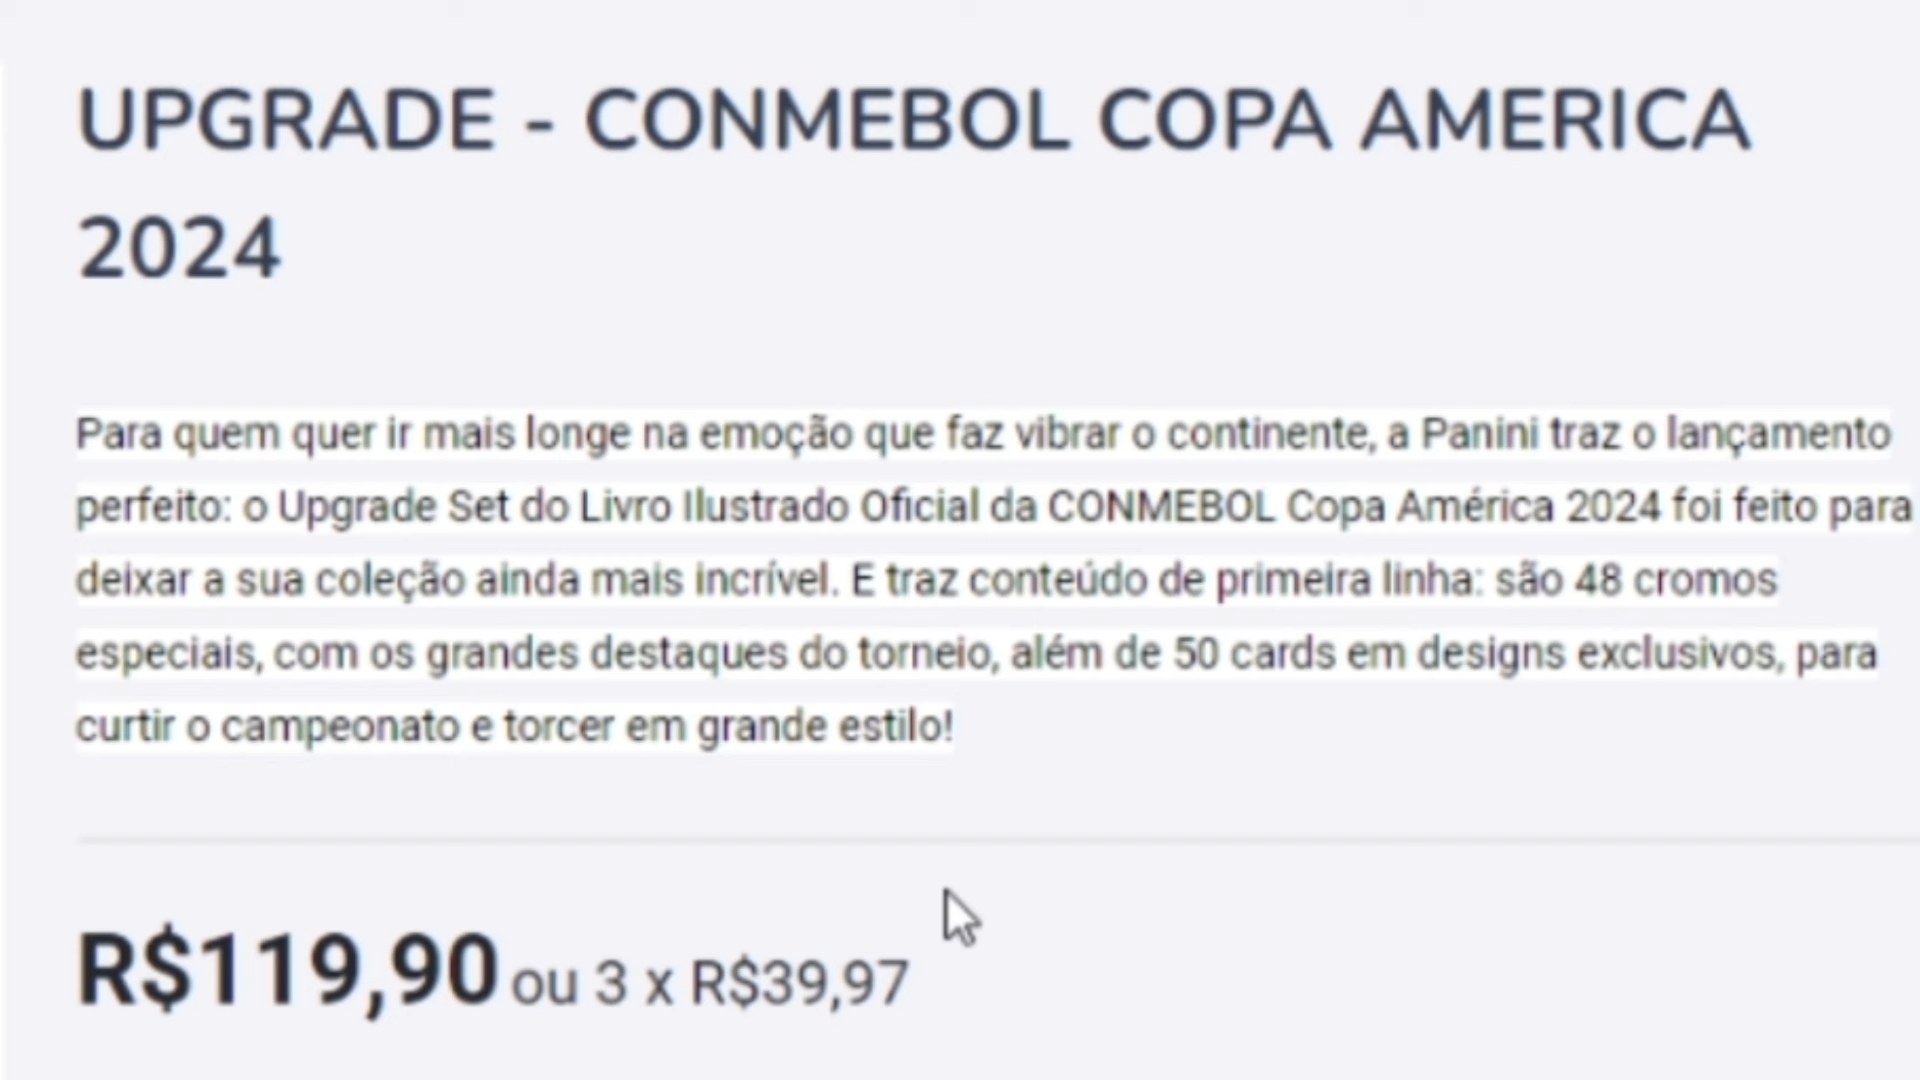 UPGRADE - CONMEBOL COPA AMERICA
2024
Para quem quer ir mais longe na emoção que faz vibrar o continente, a Panini traz o lançamento
perfeito: o Upgrade Set do Livro Ilustrado Oficial da CONMEBOL Copa América 2024 foi feito para
deixar a sua coleção ainda mais incrível. E traz conteúdo de primeira linha: são 48 cromos
especiais, com os grandes destaques do torneio, além de 50 cards em designs exclusivos, para
curtir o campeonato e torcer em grande estilo!
R$119,90 ou 3 x R$39,97